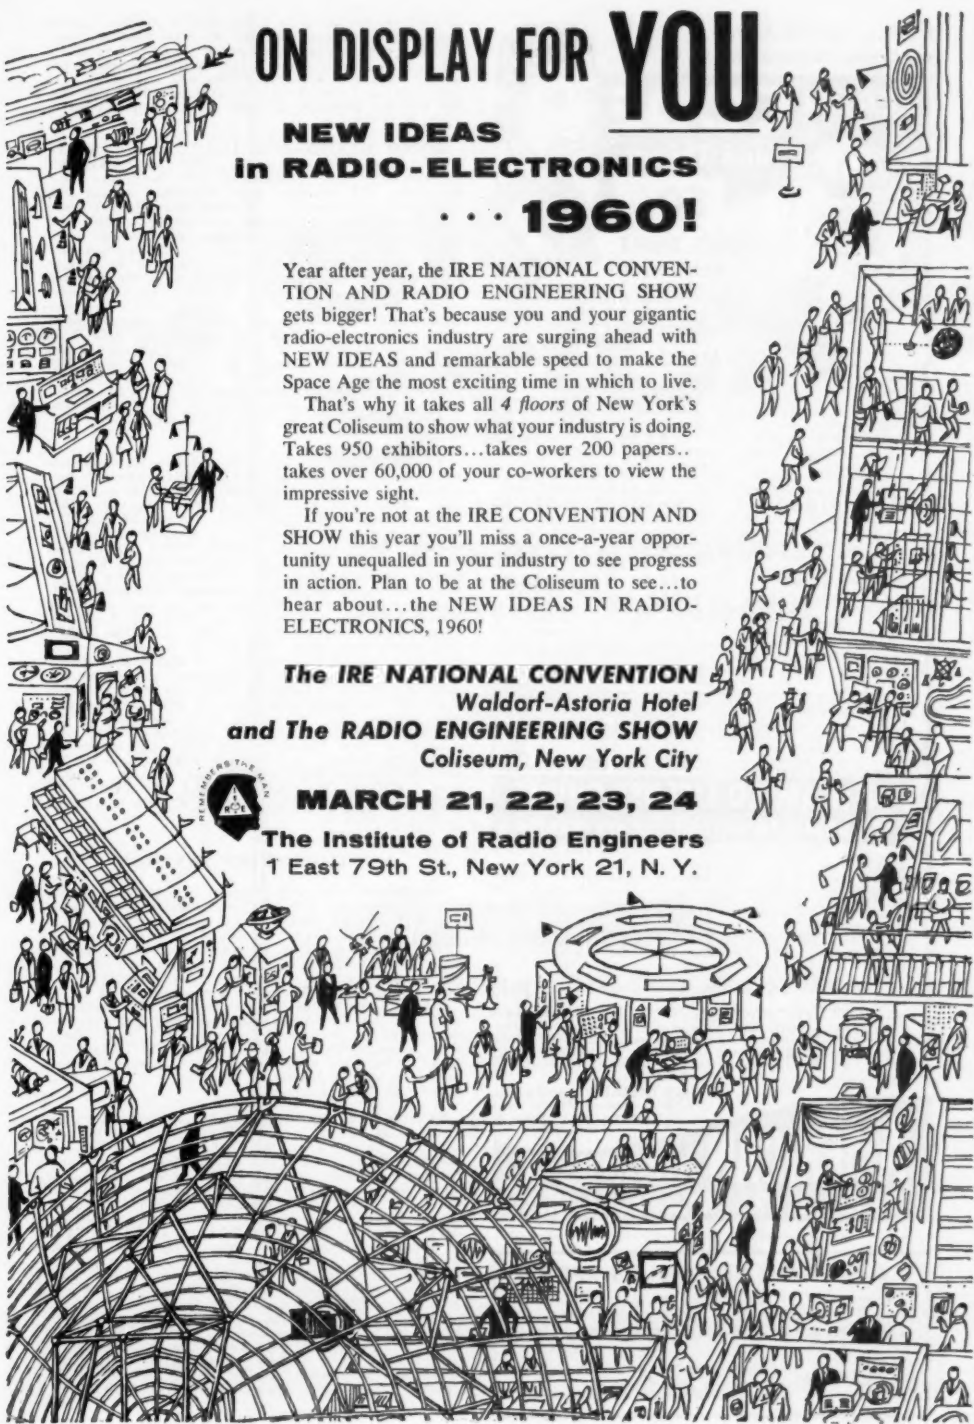 ON DISPLAY FOR YOU
NEW IDEAS
in RADIO-ELECTRONICS
...1960!
Year after year, the IRE NATIONAL CONVEN-
TION AND RADIO ENGINEERING SHOW
gets bigger! That's because you and your gigantic
radio-electronics industry are surging ahead with
NEW IDEAS and remarkable speed to make the
Space Age the most exciting time in which to live.
That's why it takes all 4 floors of New York's
great Coliseum to show what your industry is doing.
Takes 950 exhibitors...takes over 200 papers..
takes over 60,000 of your co-workers to view the
impressive sight.
If you're not at the IRE CONVENTION AND
SHOW this year you'll miss a once-a-year oppor-
tunity unequalled in your industry to see progress
in action. Plan to be at the Coliseum to see...to
hear about...the NEW IDEAS IN RADIO-
ELECTRONICS, 1960!
The IRE NATIONAL CONVENTION
Waldorf-Astoria Hotel
and The RADIO ENGINEERING SHOW
Coliseum, New York City
REMEMBERS THE MAN
IRE
MARCH 21, 22, 23, 24
The Institute of Radio Engineers
1 East 79th St., New York 21, N. Y.